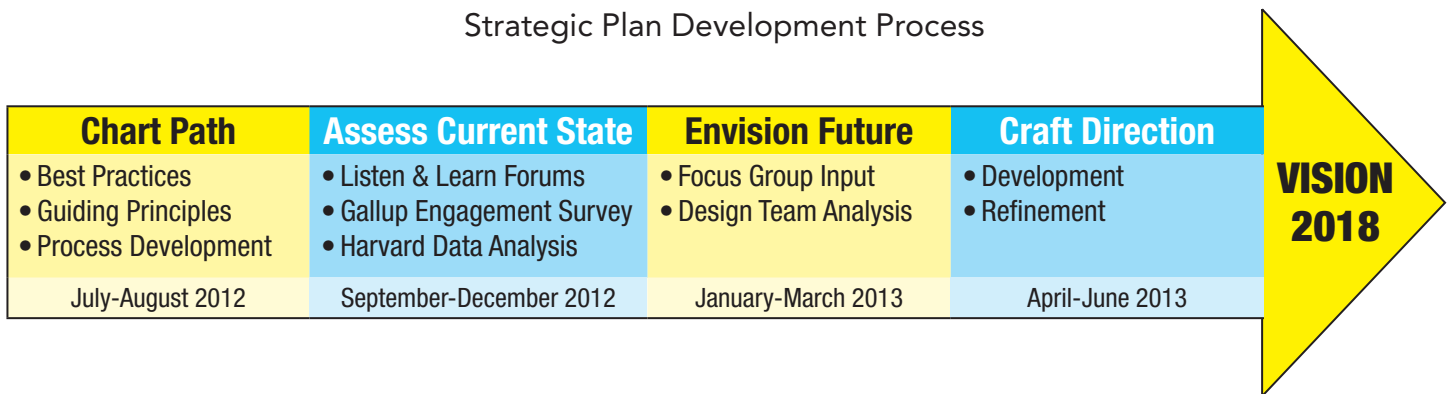 Strategic Plan Development Process
Chart Path
• Best Practices
• Guiding Principles
• Process Development
July-August 2012
Assess Current State
• Listen & Learn Forums
• Gallup Engagement Survey
• Harvard Data Analysis
September-December 2012
Envision Future
• Focus Group Input
• Design Team Analysis
January-March 2013
Craft Direction
• Development
• Refinement
April-June 2013
VISION
2018